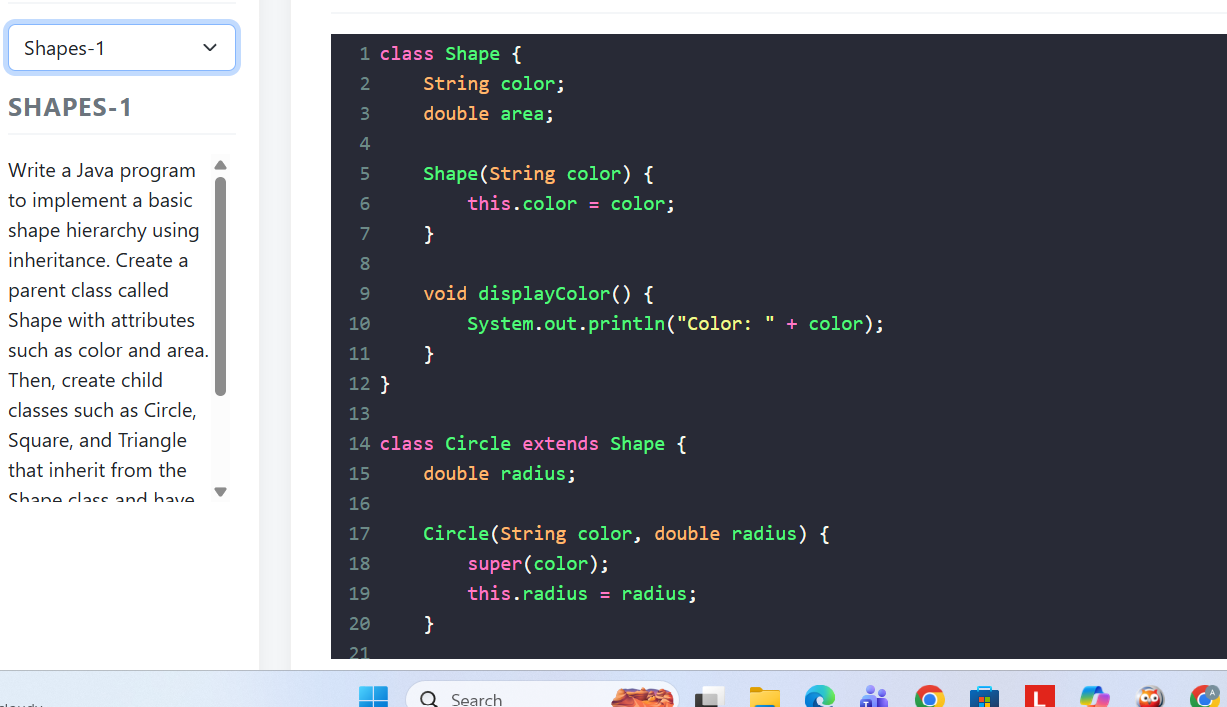 Shapes-1
SHAPES-1
Write a Java program
to implement a basic
shape hierarchy using
inheritance. Create a
parent class called
Shape with attributes
such as color and area.
Then, create child
classes such as Circle,
Square, and Triangle
that inherit from the
Shape class and have
1 class Shape {
2     String color;
3     double area;
4
5     Shape(String color) {
6         this.color = color;
7     }
8
9     void displayColor() {
10         System.out.println("Color: " + color);
11     }
12 }
13
14 class Circle extends Shape {
15     double radius;
16
17     Circle(String color, double radius) {
18         super(color);
19         this.radius = radius;
20     }
21
Search